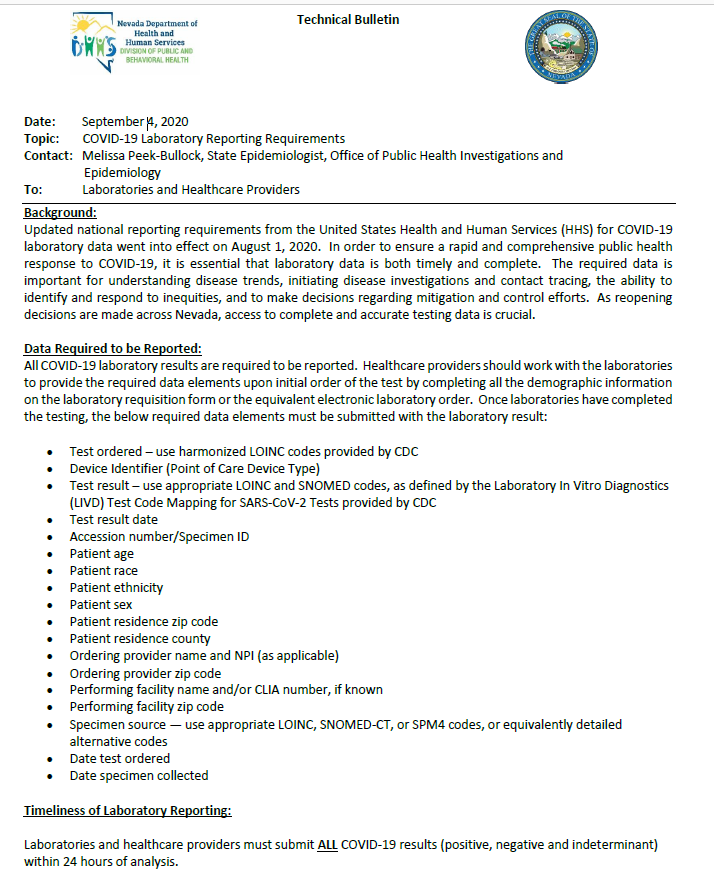 Nevada Department of
Health and
Human Services
DIVISION OF PUBLIC AND
BEHAVIORAL HEALTH
Technical Bulletin
Date: September 4, 2020
Topic: COVID-19 Laboratory Reporting Requirements
Contact: Melissa Peek-Bullock, State Epidemiologist, Office of Public Health Investigations and
Epidemiology
To: Laboratories and Healthcare Providers
Background:
Updated national reporting requirements from the United States Health and Human Services (HHS) for COVID-19
laboratory data went into effect on August 1, 2020. In order to ensure a rapid and comprehensive public health
response to COVID-19, it is essential that laboratory data is both timely and complete. The required data is
important for understanding disease trends, initiating disease investigations and contact tracing, the ability to
identify and respond to inequities, and to make decisions regarding mitigation and control efforts. As reopening
decisions are made across Nevada, access to complete and accurate testing data is crucial.
Data Required to be Reported:
All COVID-19 laboratory results are required to be reported. Healthcare providers should work with the laboratories
to provide the required data elements upon initial order of the test by completing all the demographic information
on the laboratory requisition form or the equivalent electronic laboratory order. Once laboratories have completed
the testing, the below required data elements must be submitted with the laboratory result:
• Test ordered – use harmonized LOINC codes provided by CDC
• Device Identifier (Point of Care Device Type)
• Test result – use appropriate LOINC and SNOMED codes, as defined by the Laboratory In Vitro Diagnostics
(LIVD) Test Code Mapping for SARS-CoV-2 Tests provided by CDC
• Test result date
• Accession number/Specimen ID
• Patient age
• Patient race
• Patient ethnicity
• Patient sex
• Patient residence zip code
• Patient residence county
• Ordering provider name and NPI (as applicable)
• Ordering provider zip code
• Performing facility name and/or CLIA number, if known
• Performing facility zip code
• Specimen source — use appropriate LOINC, SNOMED-CT, or SPM4 codes, or equivalently detailed
alternative codes
• Date test ordered
• Date specimen collected
Timeliness of Laboratory Reporting:
Laboratories and healthcare providers must submit ALL COVID-19 results (positive, negative and indeterminant)
within 24 hours of analysis.